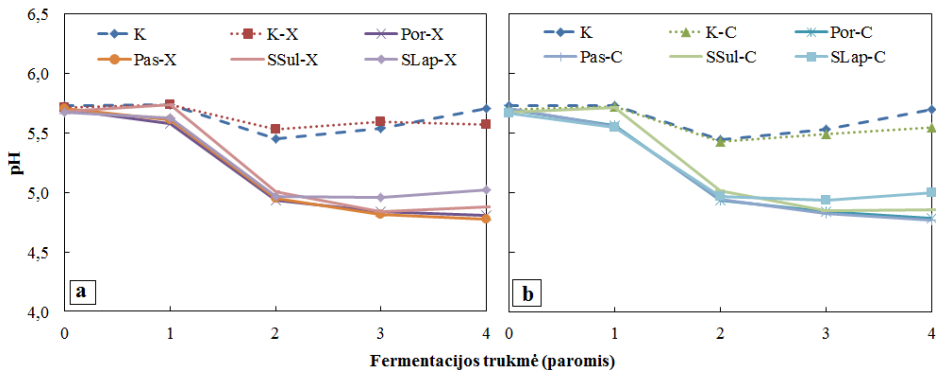 pH
6,5
6,0
5,5
5,0
4,5
4,0
K K-X Por-X
Pas-X SSul-X SLap-X
a
0 1 2 3 4
K K-C Por-C
Pas-C SSul-C SLap-C
b
0 1 2 3 4
Fermentacijos trukmė (paromis)